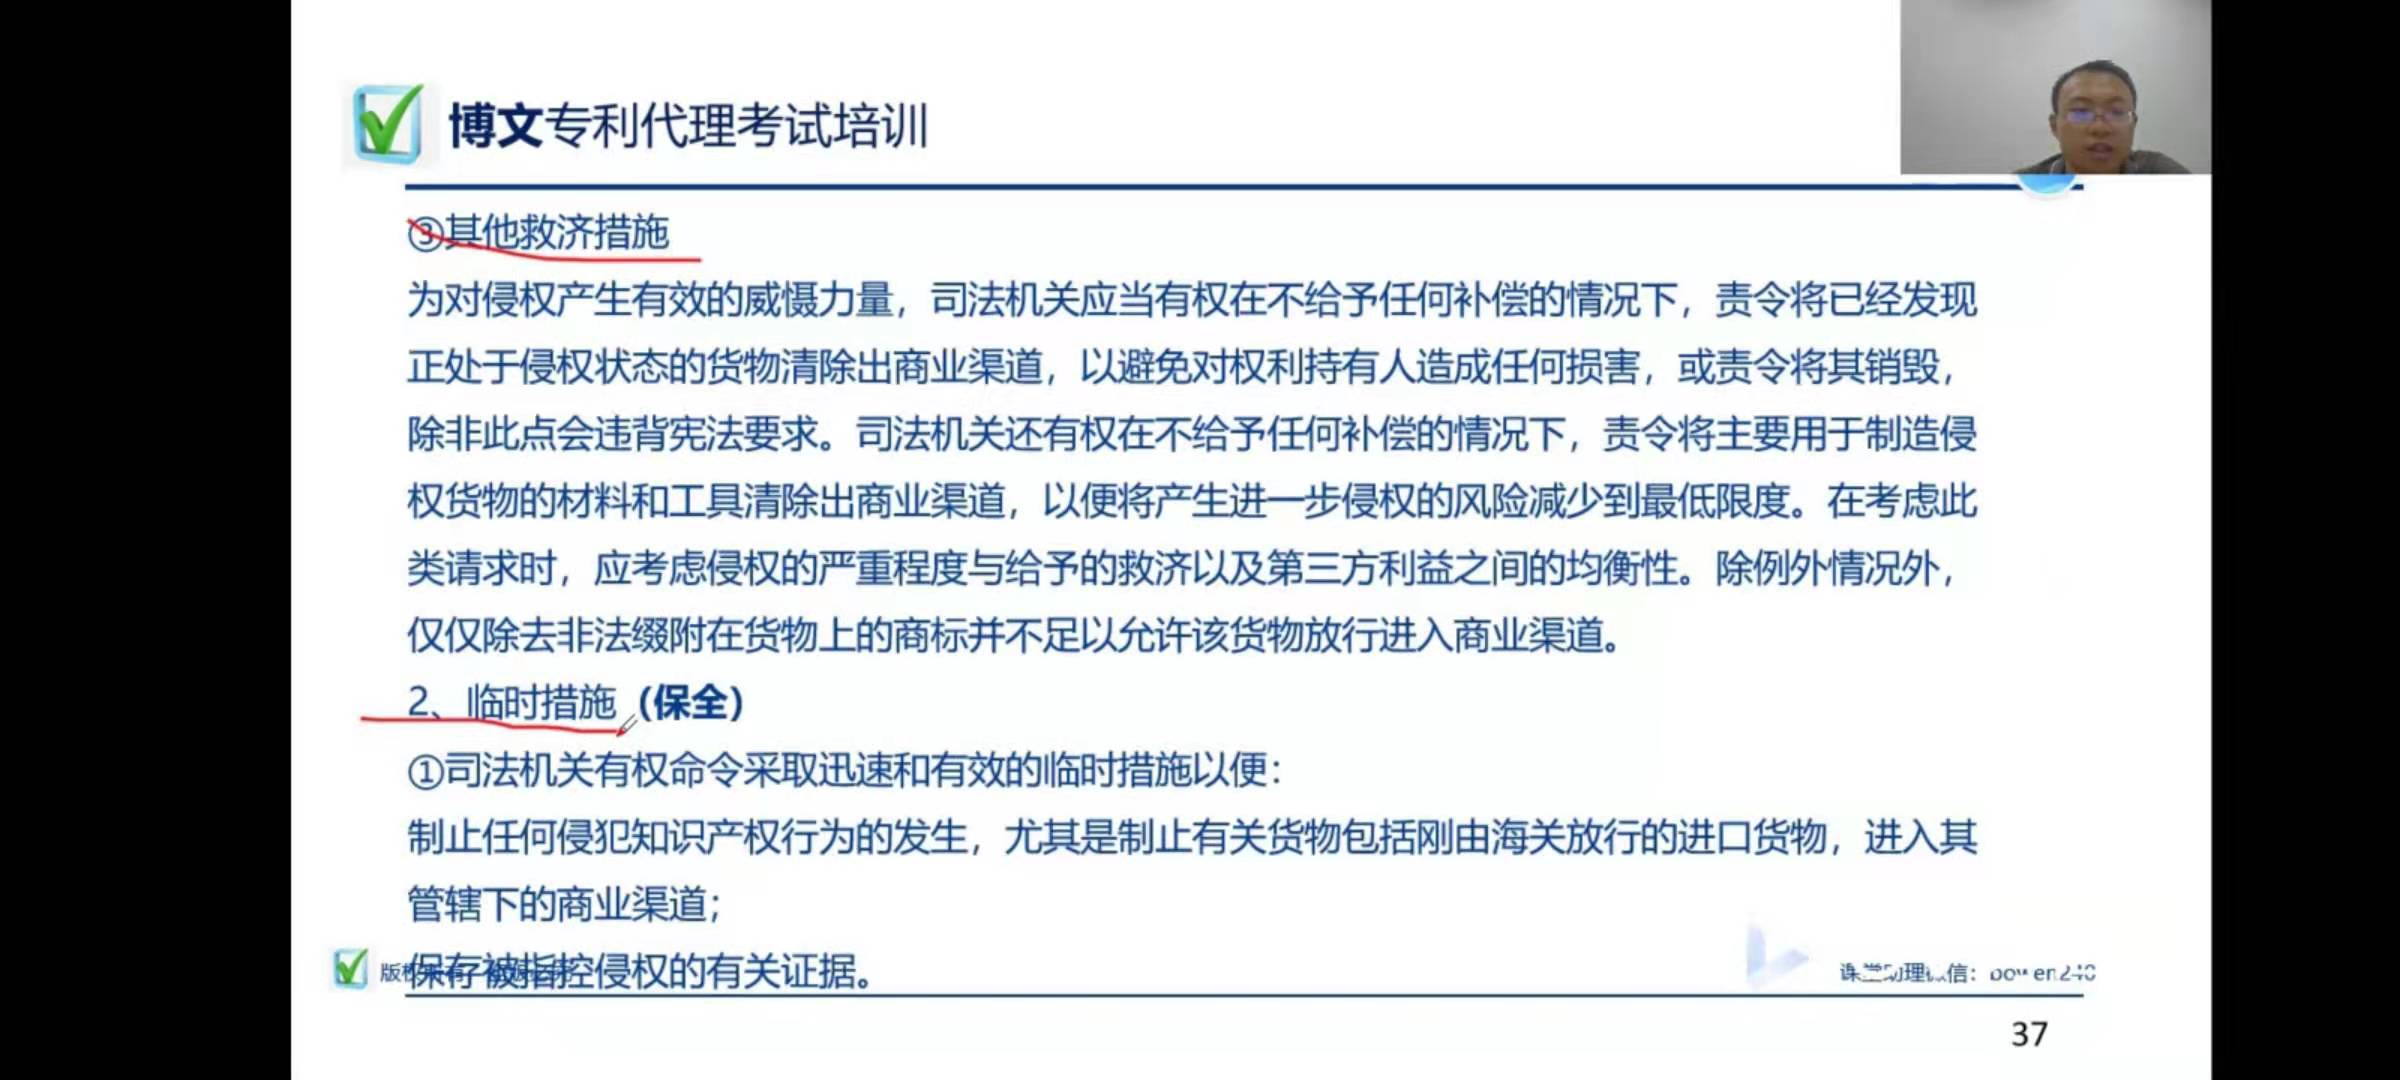 博文专利代理考试培训
③其他救济措施
为对侵权产生有效的威慑力量，司法机关应当有权在不给予任何补偿的情况下，责令将已经发现
正处于侵权状态的货物清除出商业渠道，以避免对权利持有人造成任何损害，或责令将其销毁，
除非此点会违背宪法要求。司法机关还有权在不给予任何补偿的情况下，责令将主要用于制造侵
权货物的材料和工具清除出商业渠道，以便将产生进一步侵权的风险减少到最低限度。在考虑此
类请求时，应考虑侵权的严重程度与给予的救济以及第三方利益之间的均衡性。除例外情况外，
仅仅除去非法缀附在货物上的商标并不足以允许该货物放行进入商业渠道。
2、临时措施（保全）
①司法机关有权命令采取迅速和有效的临时措施以便：
制止任何侵犯知识产权行为的发生，尤其是制止有关货物包括刚由海关放行的进口货物，进入其
管辖下的商业渠道；
保存被指控侵权的有关证据。
版权所有
课堂助理微信：
37